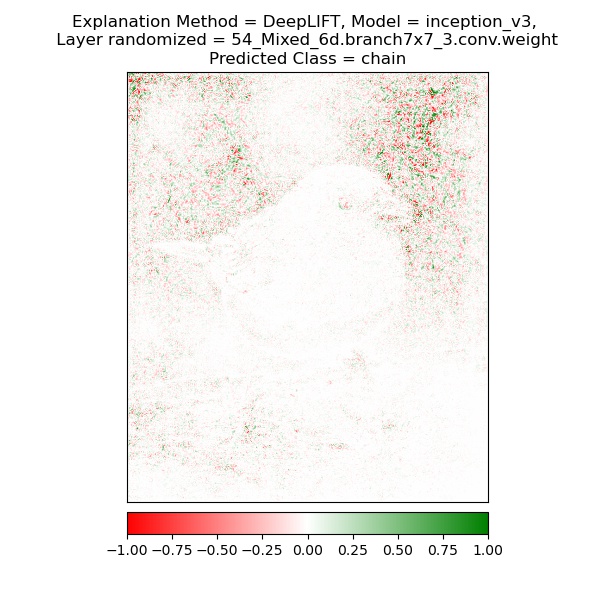 Explanation Method = DeepLIFT, Model = inception_v3,
Layer randomized = 54_Mixed_6d.branch7x7_3.conv.weight
Predicted Class = chain
−1.00 −0.75 −0.50 −0.25 0.00 0.25 0.50 0.75 1.00